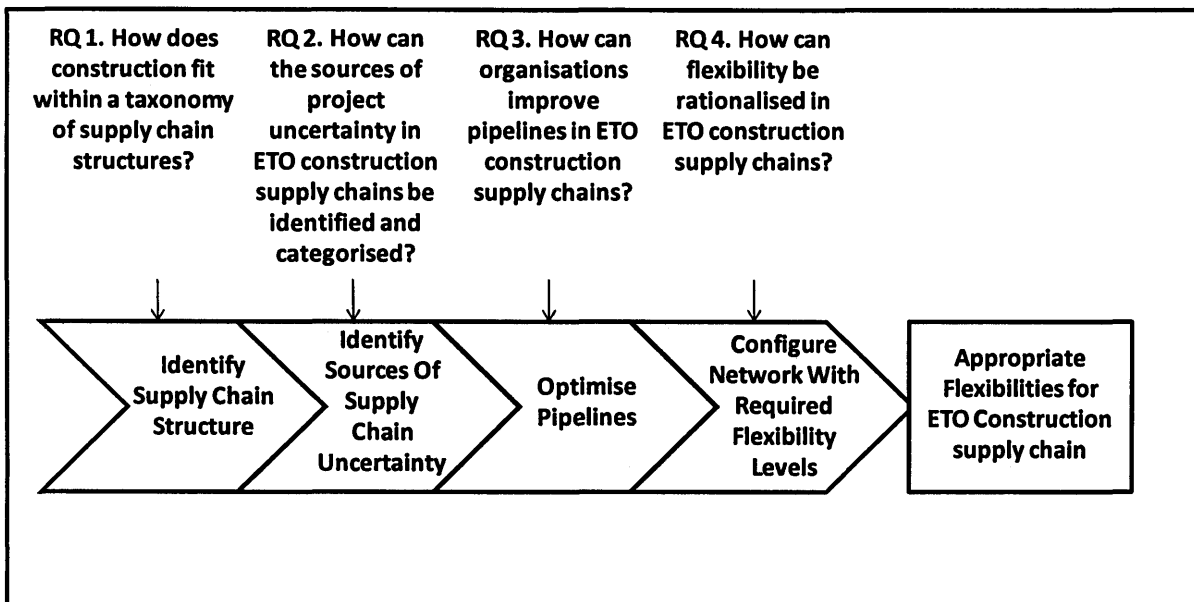 RQ 1. How does
construction fit
within a taxonomy
of supply chain
structures?
RQ 2. How can
the sources of
project
uncertainty in
ETO construction
supply chains be
identified and
categorised?
RQ 3. How can
organisations
improve
pipelines in ETO
construction
supply chains?
RQ 4. How can
flexibility be
rationalised in
ETO construction
supply chains?
Identify
Supply Chain
Structure
Identify
Sources Of
Supply
Chain
Uncertainty
Optimise
Pipelines
Configure
Network With
Required
Flexibility
Levels
Appropriate
Flexibilities for
ETO Construction
supply chain